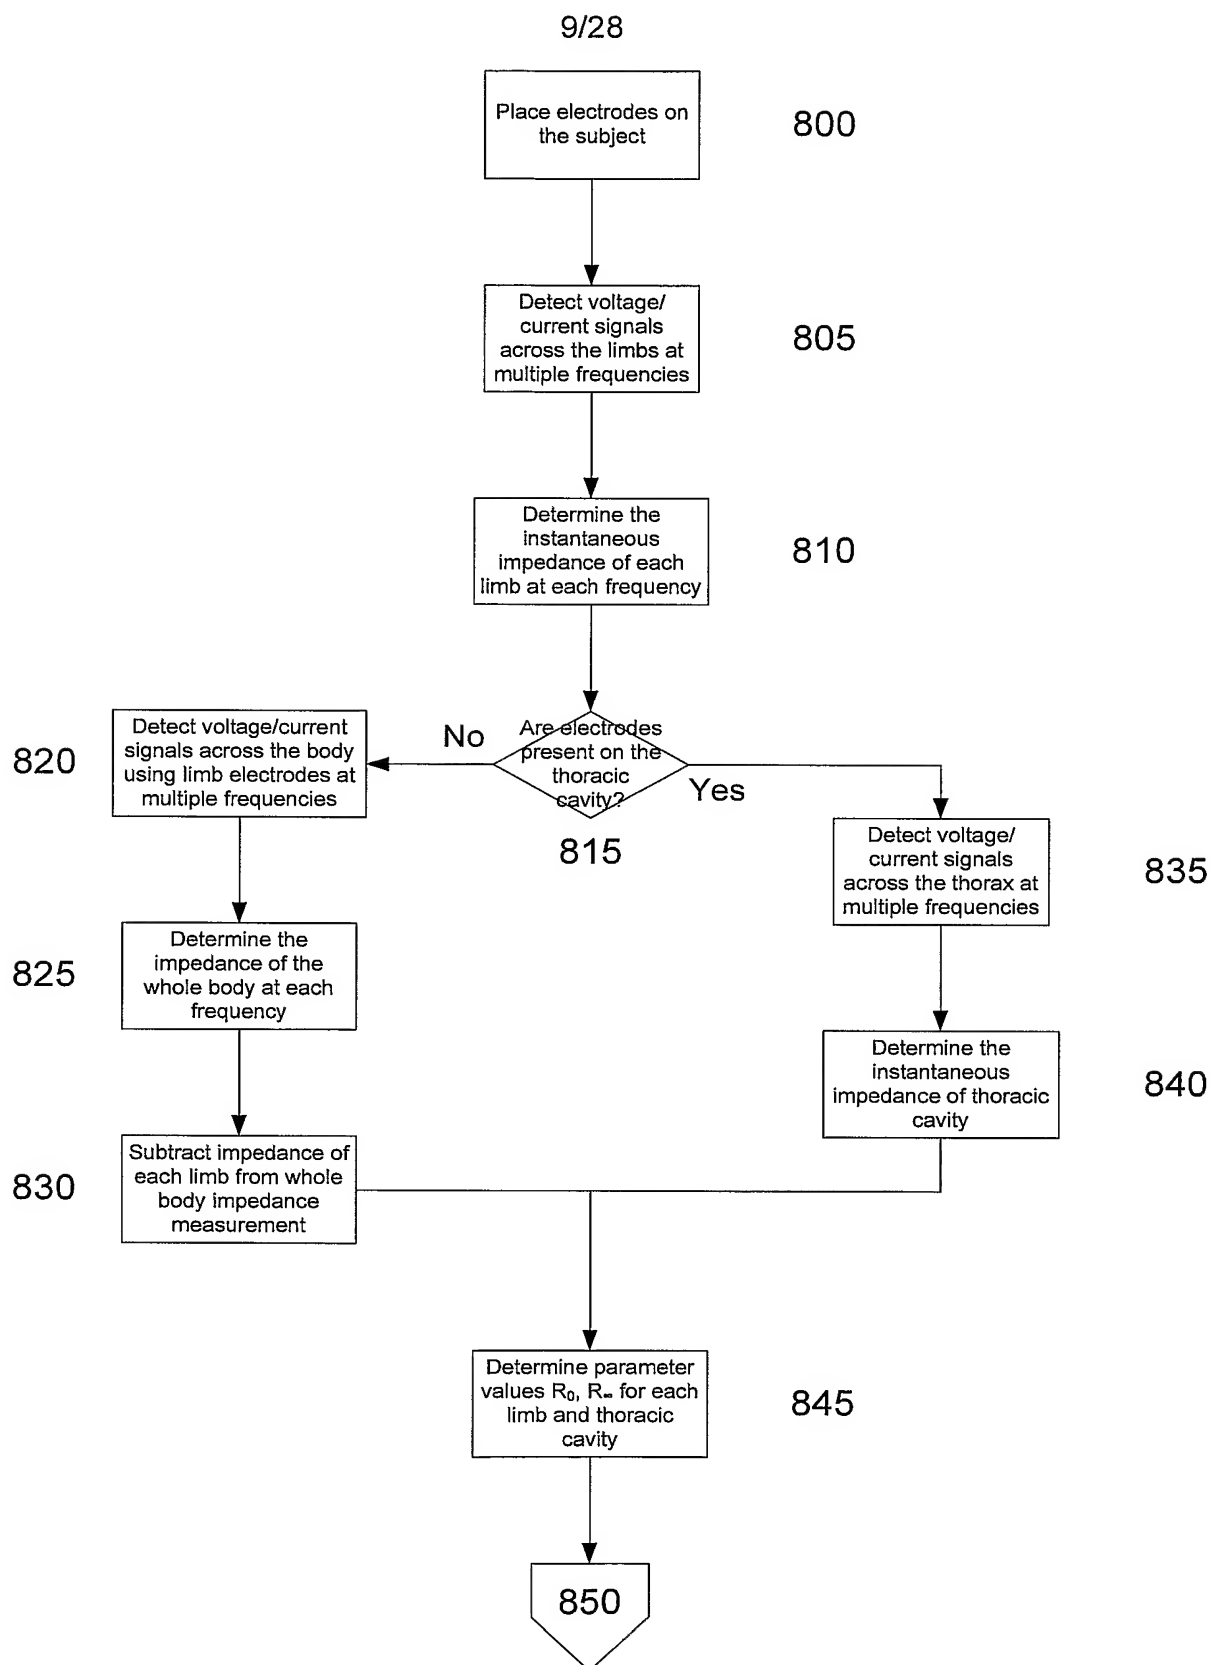 9/28
Place electrodes on
the subject
800
Detect voltage/
current signals
across the limbs at
multiple frequencies
805
Determine the
instantaneous
impedance of each
limb at each frequency
810
Are electrodes
present on the
thoracic
cavity?
815
No
Yes
820
Detect voltage/current
signals across the body
using limb electrodes at
multiple frequencies
Detect voltage/
current signals
across the thorax at
multiple frequencies
835
825
Determine the
impedance of the
whole body at each
frequency
Determine the
instantaneous
impedance of thoracic
cavity
840
830
Subtract impedance of
each limb from whole
body impedance
measurement
Determine parameter
values R₀, R∞ for each
limb and thoracic
cavity
845
850